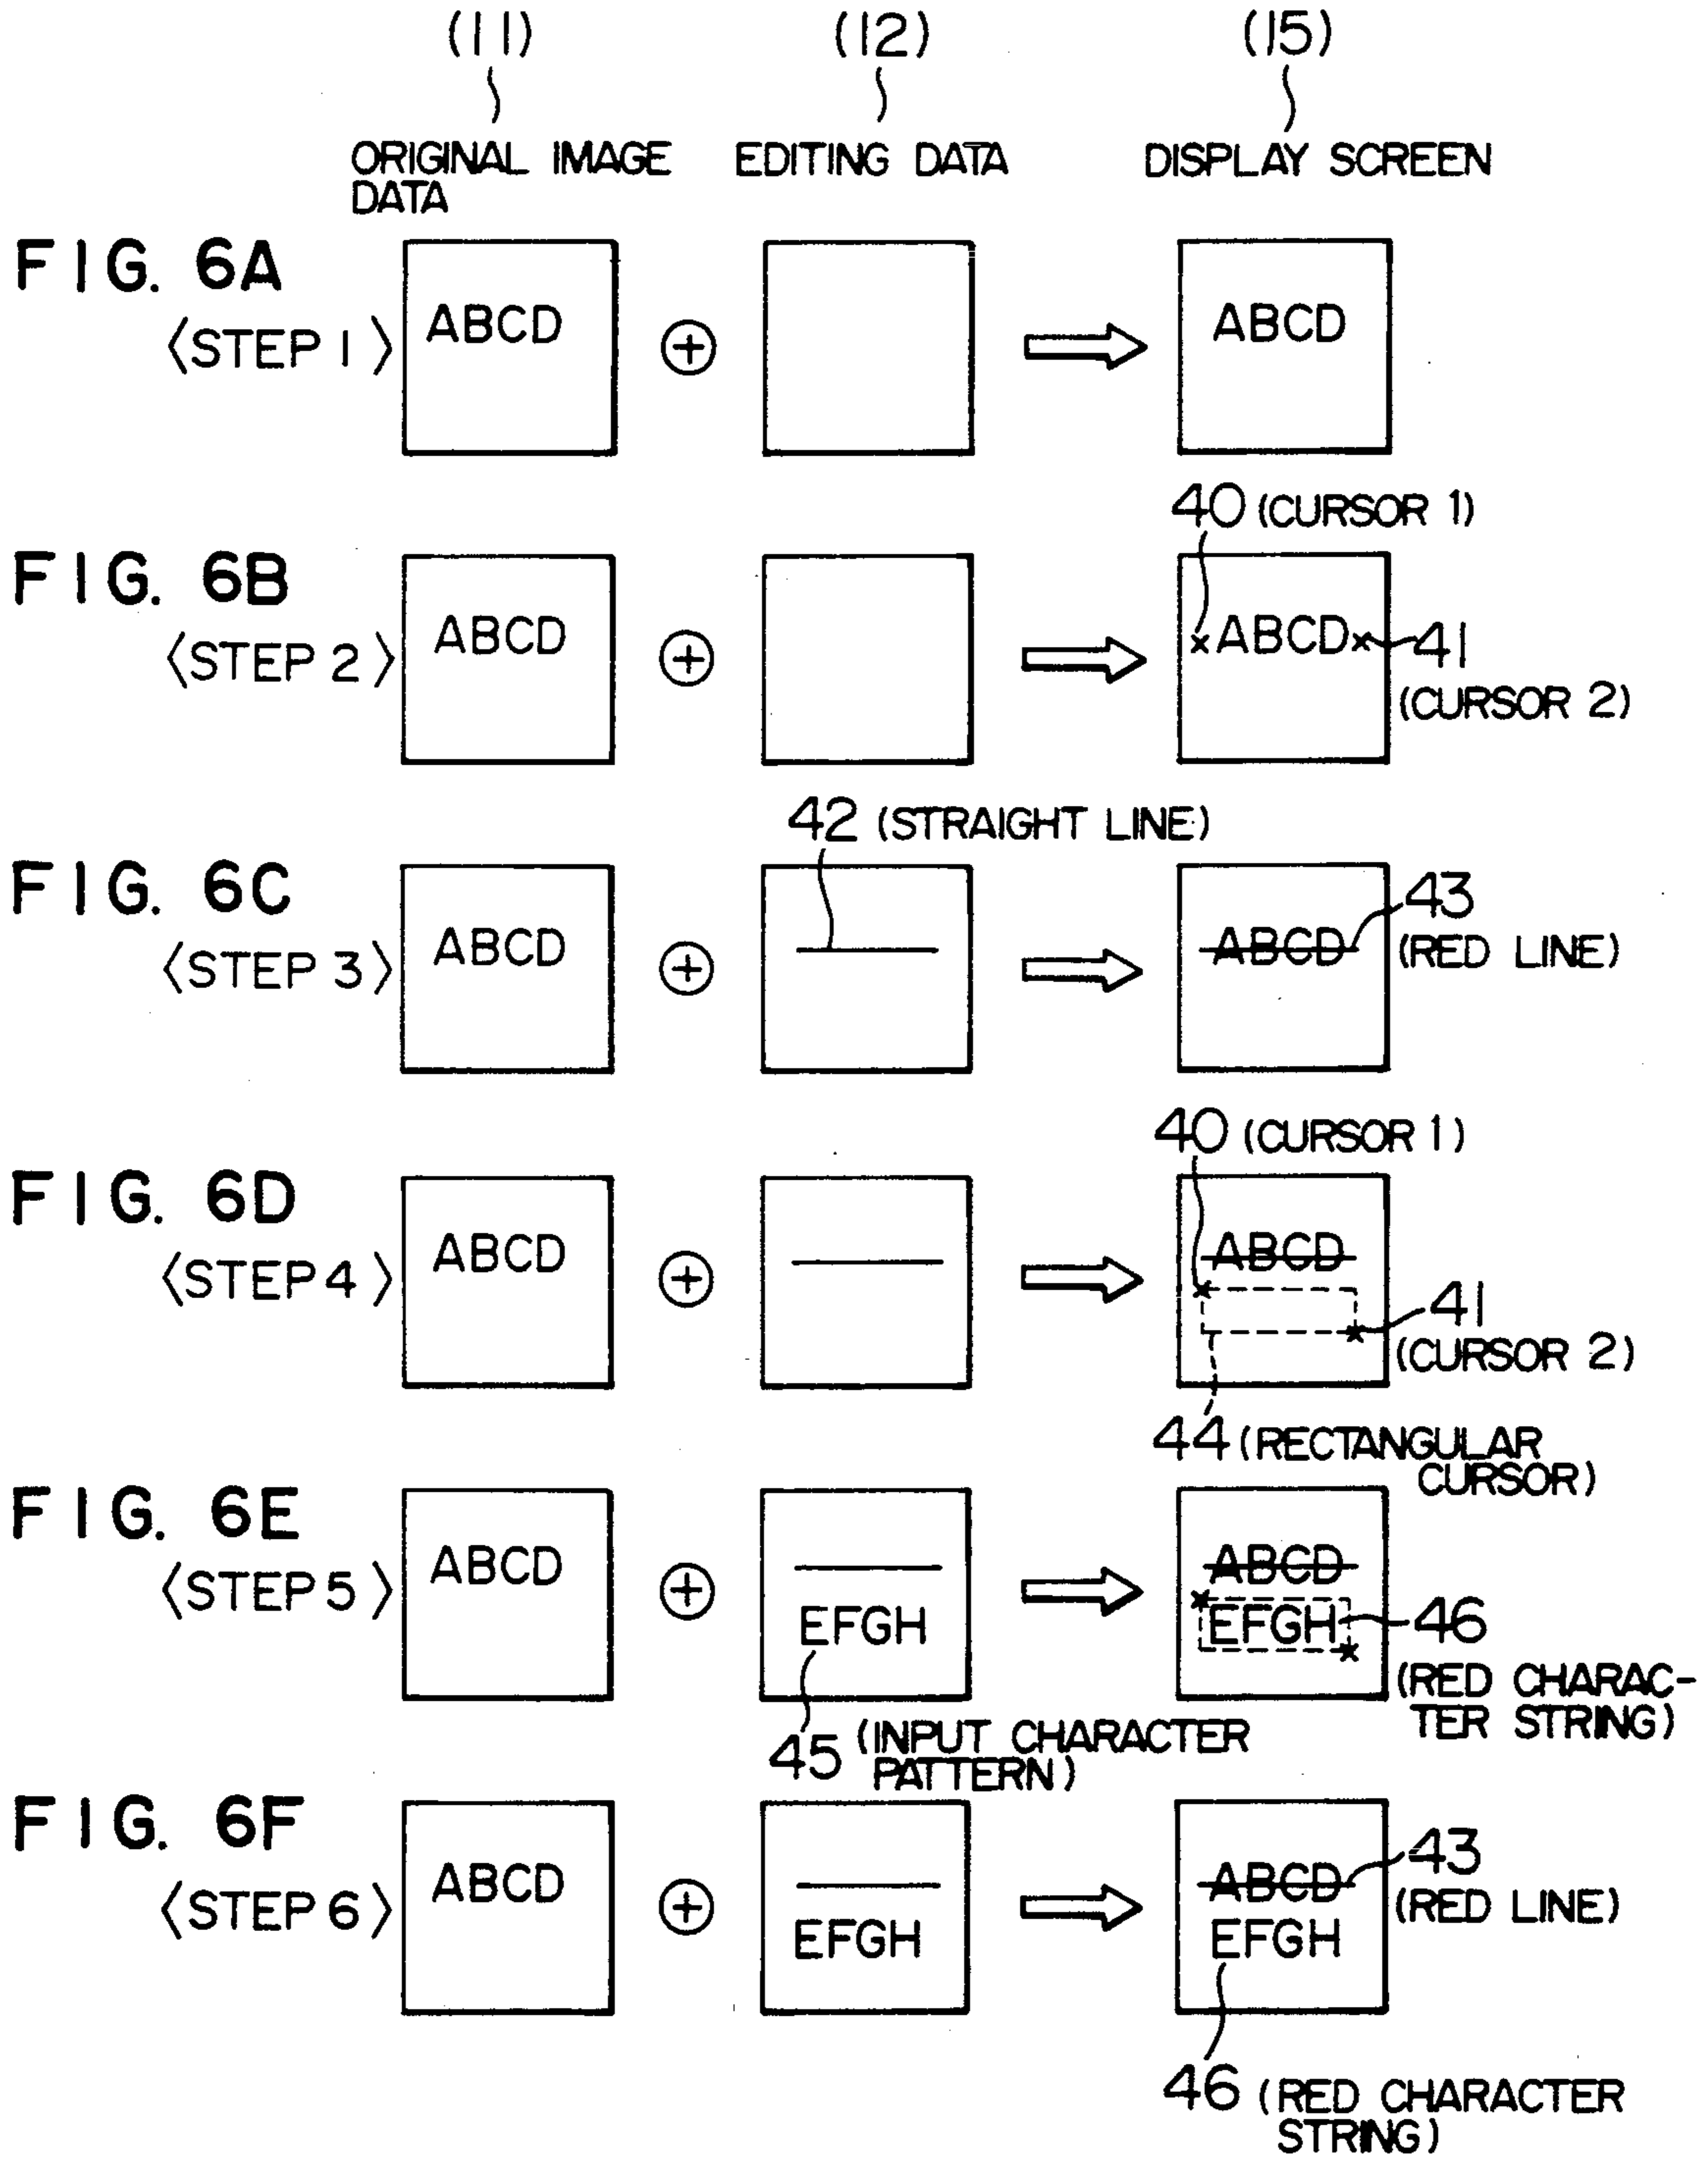 (11) (12) (15)
ORIGINAL IMAGE DATA EDITING DATA DISPLAY SCREEN
FIG. 6A
〈STEP 1〉 ABCD + ABCD
40 (CURSOR 1)
FIG. 6B
〈STEP 2〉 ABCD + ×ABCD× 41
(CURSOR 2)
42 (STRAIGHT LINE)
FIG. 6C
43
〈STEP 3〉 ABCD + ABCD (RED LINE)
40 (CURSOR 1)
FIG. 6D
〈STEP 4〉 ABCD + ABCD
× 41
× (CURSOR 2)
44 (RECTANGULAR
CURSOR)
FIG. 6E
〈STEP 5〉 ABCD + ABCD
EFGH ×EFGH× 46
(RED CHARAC-
TER STRING)
45 (INPUT CHARACTER
PATTERN)
FIG. 6F
43
〈STEP 6〉 ABCD + ABCD (RED LINE)
EFGH EFGH
46 (RED CHARACTER
STRING)